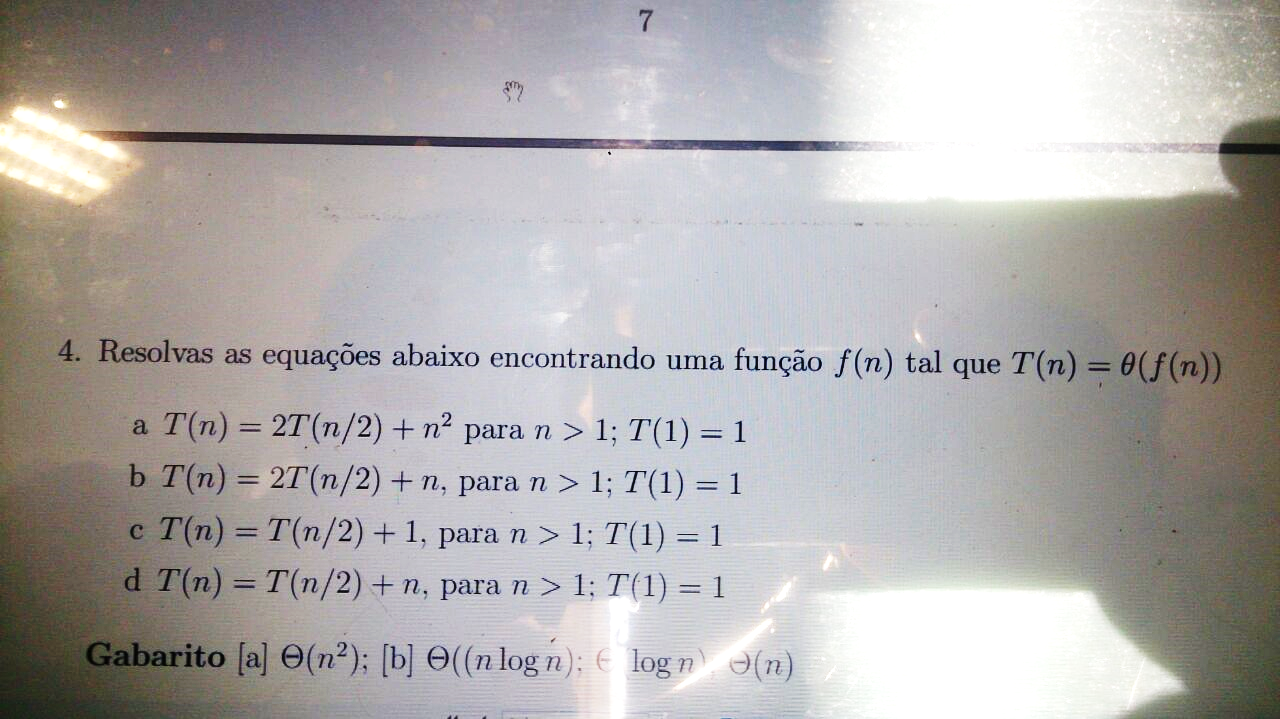 7
4. Resolvas as equações abaixo encontrando uma função f(n) tal que T(n) = θ(f(n))
a T(n) = 2T(n/2) + n² para n > 1; T(1) = 1
b T(n) = 2T(n/2) + n, para n > 1; T(1) = 1
c T(n) = T(n/2) + 1, para n > 1; T(1) = 1
d T(n) = T(n/2) + n, para n > 1; T(1) = 1
Gabarito [a] Θ(n²); [b] Θ((n log n); log n) Θ(n)